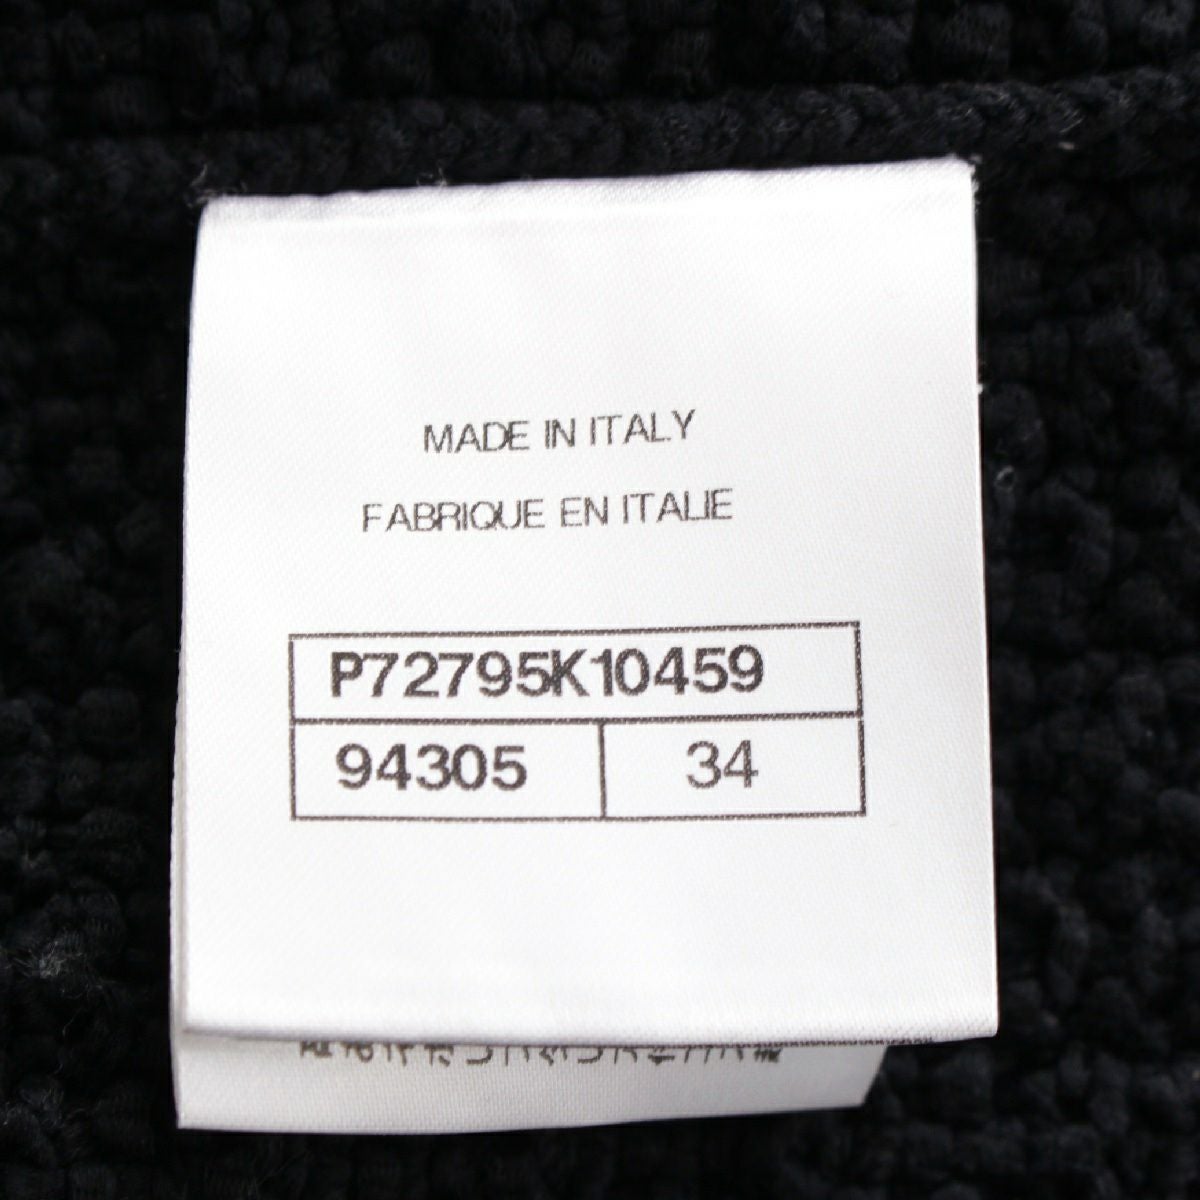 MADE IN ITALY
FABRIQUE EN ITALIE
P72795K10459
94305 34